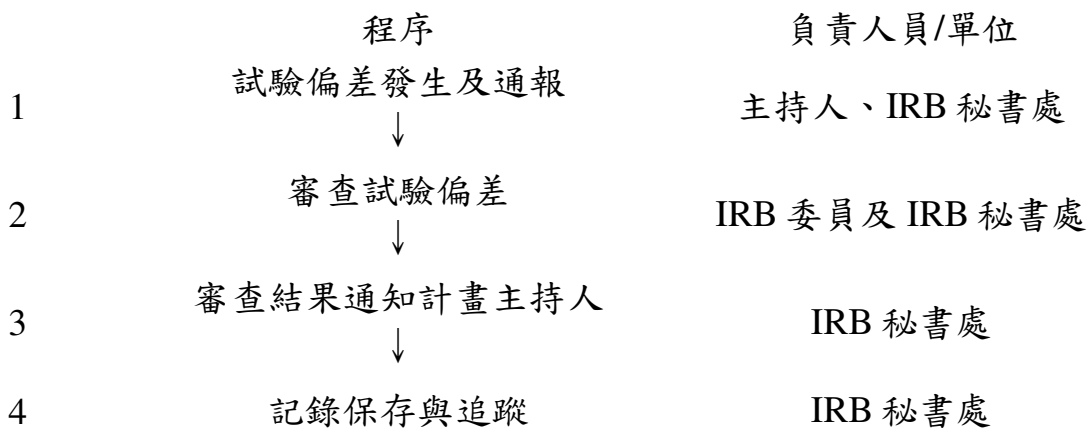 程序 負責人員/單位
1 試驗偏差發生及通報 主持人、IRB 秘書處
↓
2 審查試驗偏差 IRB 委員及 IRB 秘書處
↓
3 審查結果通知計畫主持人 IRB 秘書處
↓
4 記錄保存與追蹤 IRB 秘書處